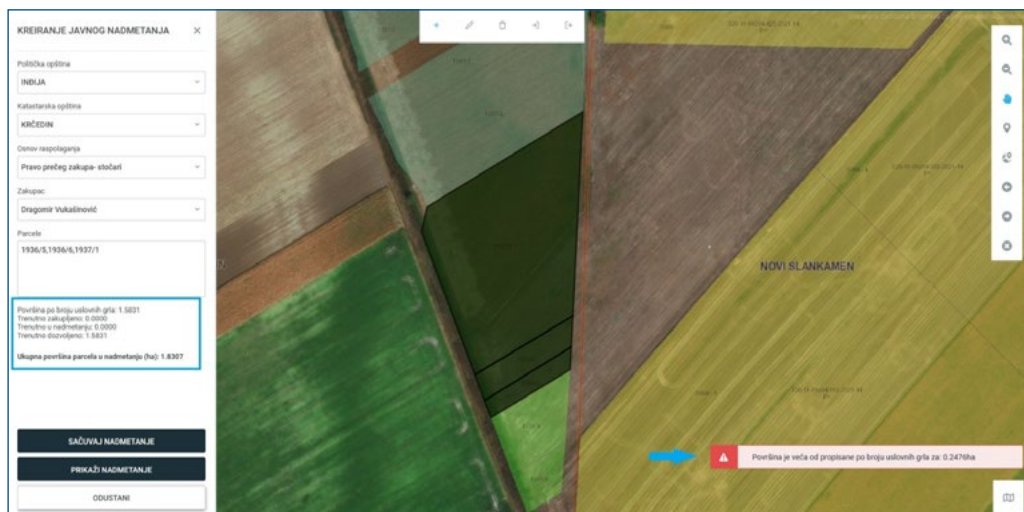 KREIRANJE JAVNOG NADMETANJA
Politička opština
INĐIJA
Katastarska opština
KRČEDIN
Osnov raspolaganja
Pravo prečeg zakupa- stočari
Zakupac
Dragomir Vukašinović
Parcele
1936/5,1936/6,1937/1
Površina po broju uslovnih grla: 1.5831
Trenutno zakupljeno: 0.0000
Trenutno u nadmetanju: 0.0000
Trenutno dozvoljeno: 1.5831
Ukupna površina parcela u nadmetanju (ha): 1.8307
SAČUVAJ NADMETANJE
PRIKAŽI NADMETANJE
ODUSTANI
NOVI SLANKAMEN
Površina je veća od propisane po broju uslovnih grla za: 0.2476ha